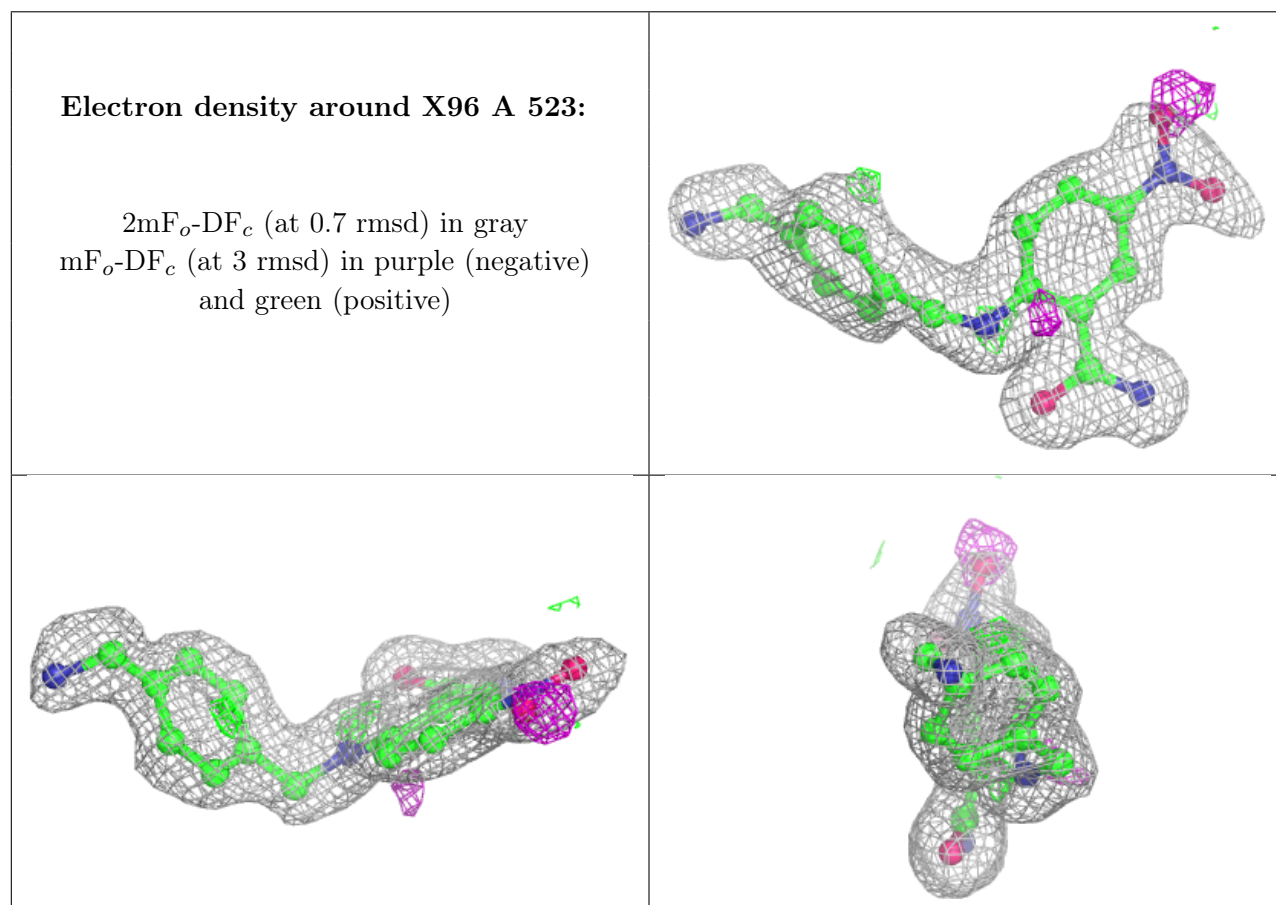 Electron density around X96 A 523:
2mFo-DFc (at 0.7 rmsd) in gray
mFo-DFc (at 3 rmsd) in purple (negative)
and green (positive)